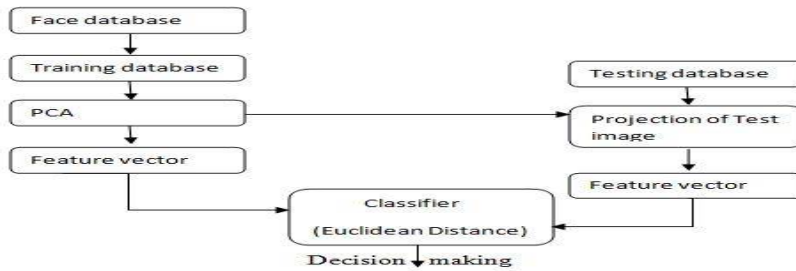 Face database
Training database
PCA
Feature vector
Testing database
Projection of Test
image
Feature vector
Classifier
(Euclidean Distance)
Decision making